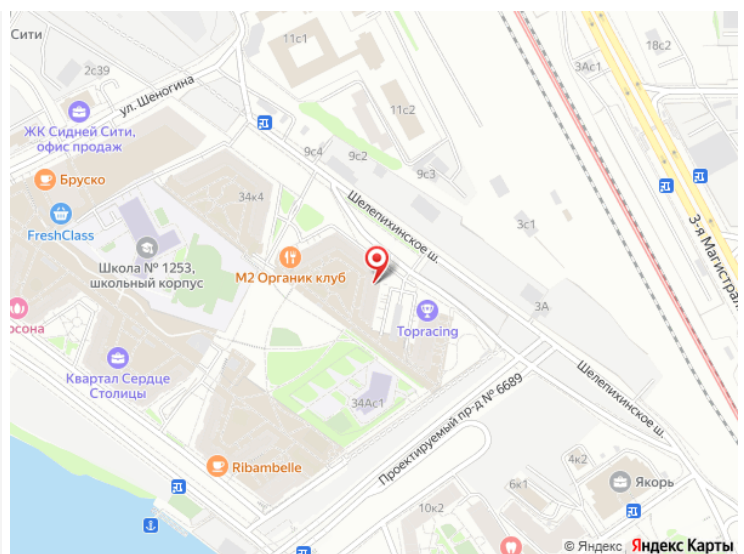 Сити
11с1
2с39
ул. Шеногина
18с2
3Ас1
11с2
ЖК Сидней Сити,
офис продаж
9с4
9с2
9с3
Бруско
34к4
Шелепихинское ш.
3с1
3-я Магистрал
FreshClass
Школа № 1253,
школьный корпус
М2 Органик клуб
3А
рсона
Topracing
Квартал Сердце
Столицы
34Ас1
Проектируемый пр-д № 6689
Шелепихинское ш.
Ribambelle
4к2
6к1
Якорь
10к2
© Яндекс Яндекс Карты